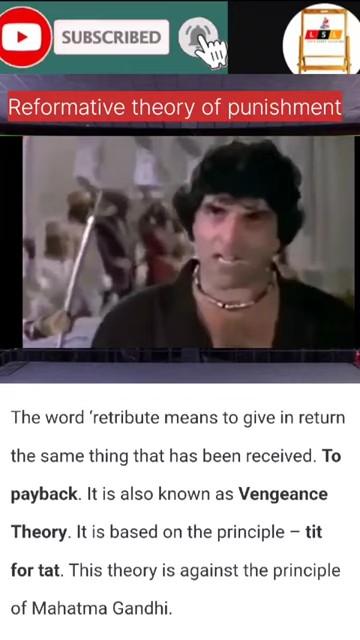 SUBSCRIBED
L S L
Reformative theory of punishment
The word ‘retribute means to give in return
the same thing that has been received. To
payback. It is also known as Vengeance
Theory. It is based on the principle – tit
for tat. This theory is against the principle
of Mahatma Gandhi.